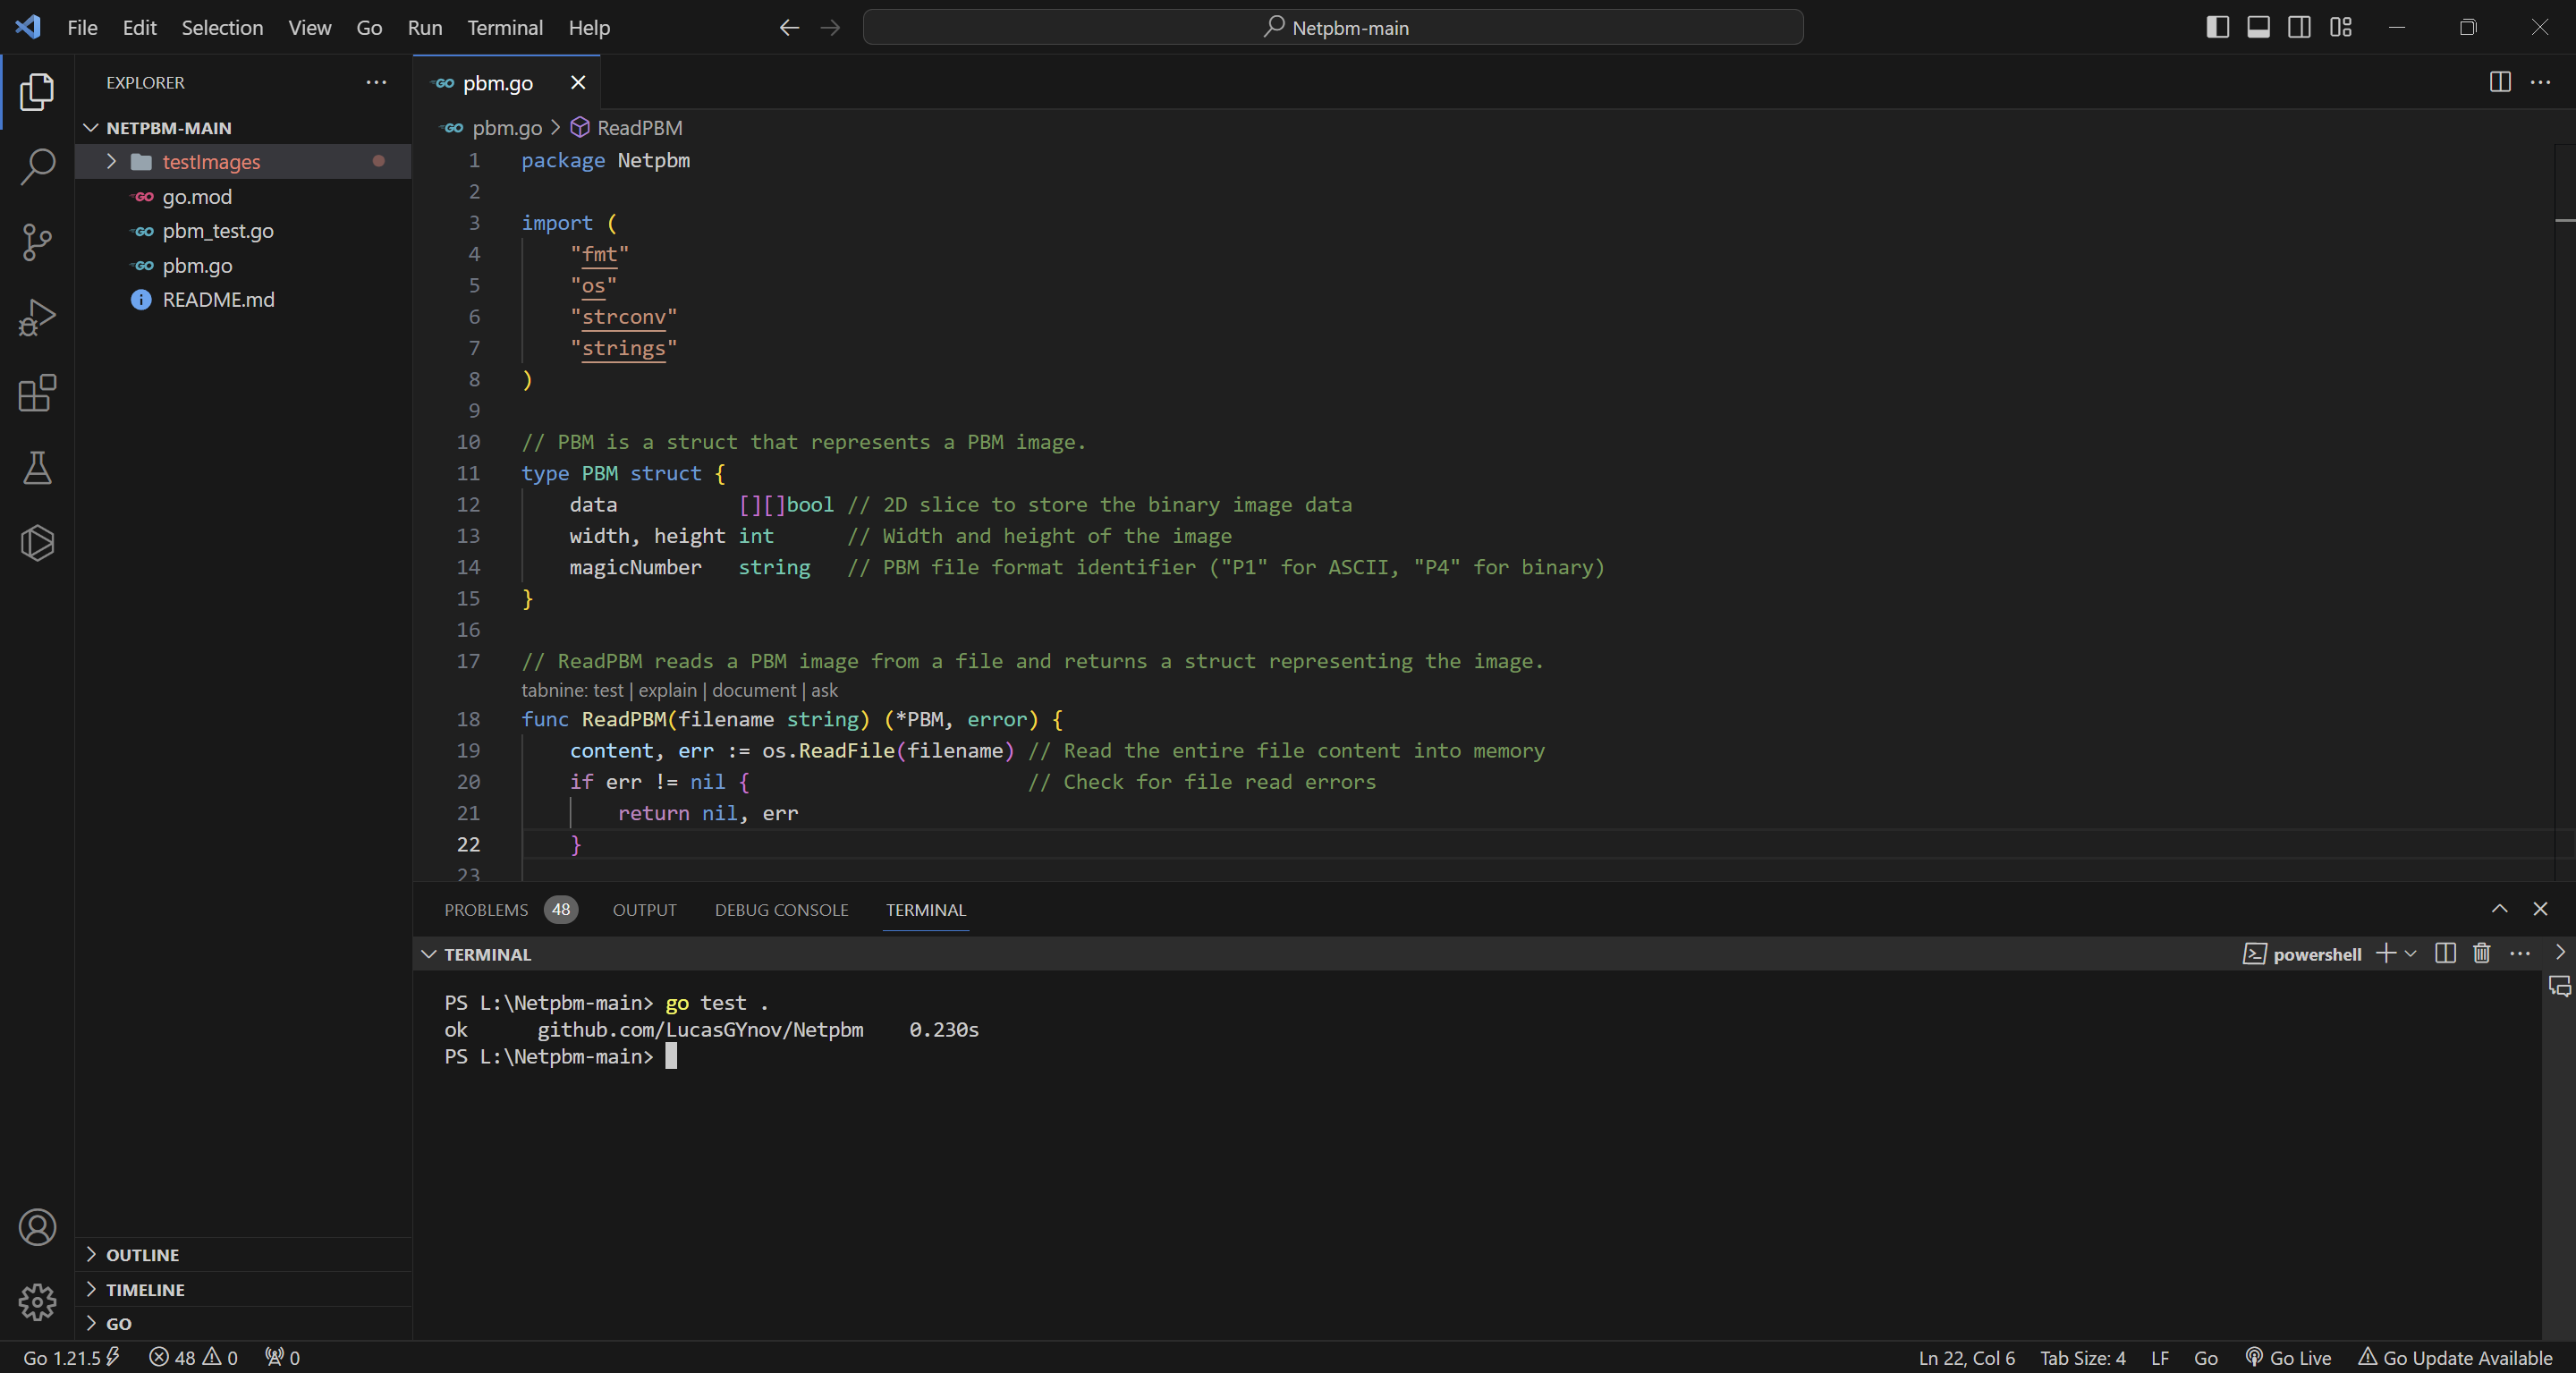 File Edit Selection View Go Run Terminal Help
Netpbm-main
EXPLORER
NETPBM-MAIN
testImages
GO go.mod
GO pbm_test.go
GO pbm.go
README.md
OUTLINE
TIMELINE
GO
GO pbm.go
GO pbm.go > ReadPBM
1 package Netpbm
2
3 import (
4 "fmt"
5 "os"
6 "strconv"
7 "strings"
8 )
9
10 // PBM is a struct that represents a PBM image.
11 type PBM struct {
12 data [][]bool // 2D slice to store the binary image data
13 width, height int // Width and height of the image
14 magicNumber string // PBM file format identifier ("P1" for ASCII, "P4" for binary)
15 }
16
17 // ReadPBM reads a PBM image from a file and returns a struct representing the image.
tabnine: test | explain | document | ask
18 func ReadPBM(filename string) (*PBM, error) {
19 content, err := os.ReadFile(filename) // Read the entire file content into memory
20 if err != nil { // Check for file read errors
21 return nil, err
22 }
23
PROBLEMS 48 OUTPUT DEBUG CONSOLE TERMINAL
TERMINAL
powershell
PS L:\Netpbm-main> go test .
ok github.com/LucasGYnov/Netpbm 0.230s
PS L:\Netpbm-main>
Go 1.21.5 48 0 0
Ln 22, Col 6 Tab Size: 4 LF Go Go Live Go Update Available